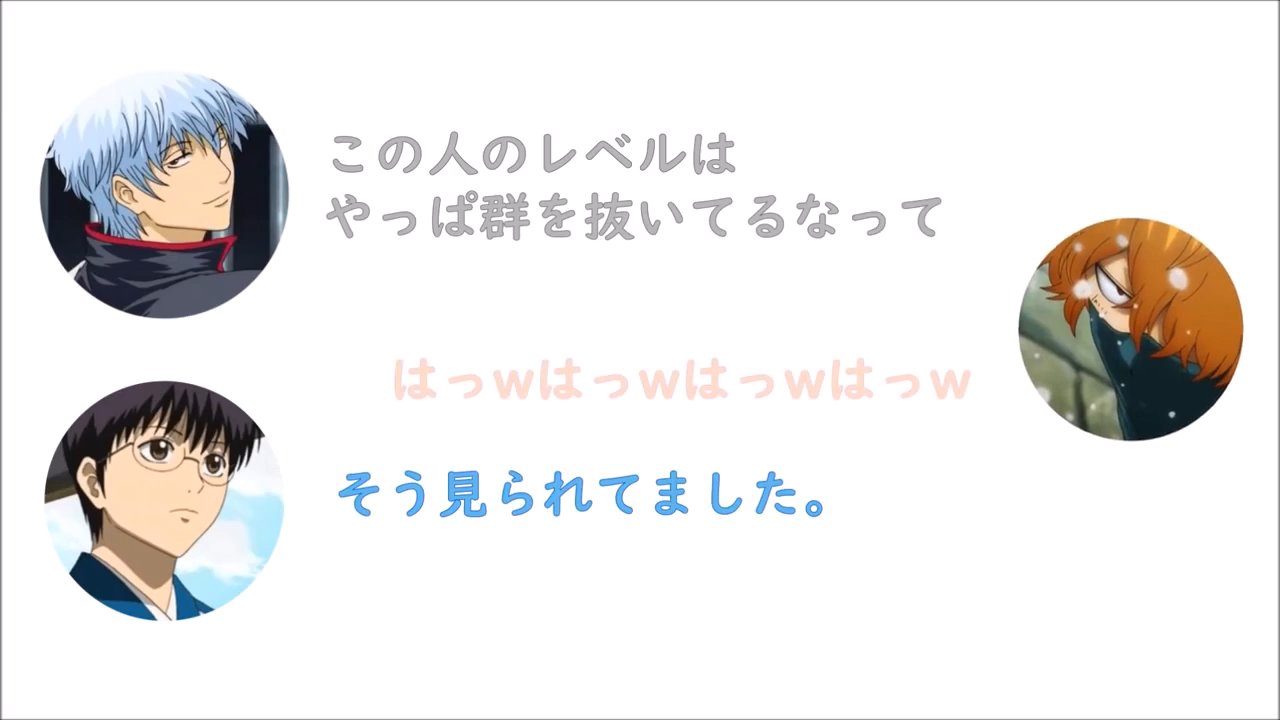 この人のレベルは
やっぱ群を抜いてるなって
はっwはっwはっwはっw
そう見られてました。